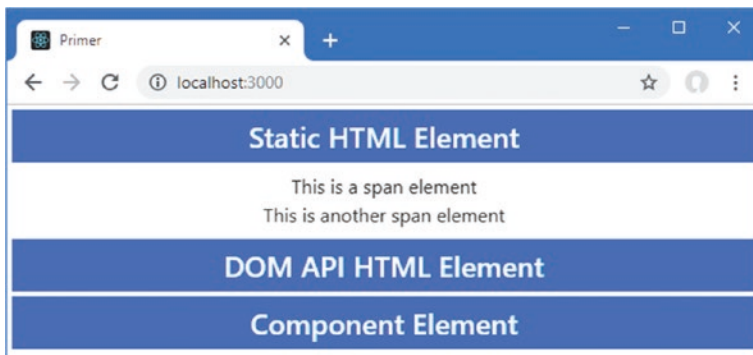 Primer
localhost:3000
Static HTML Element
This is a span element
This is another span element
DOM API HTML Element
Component Element